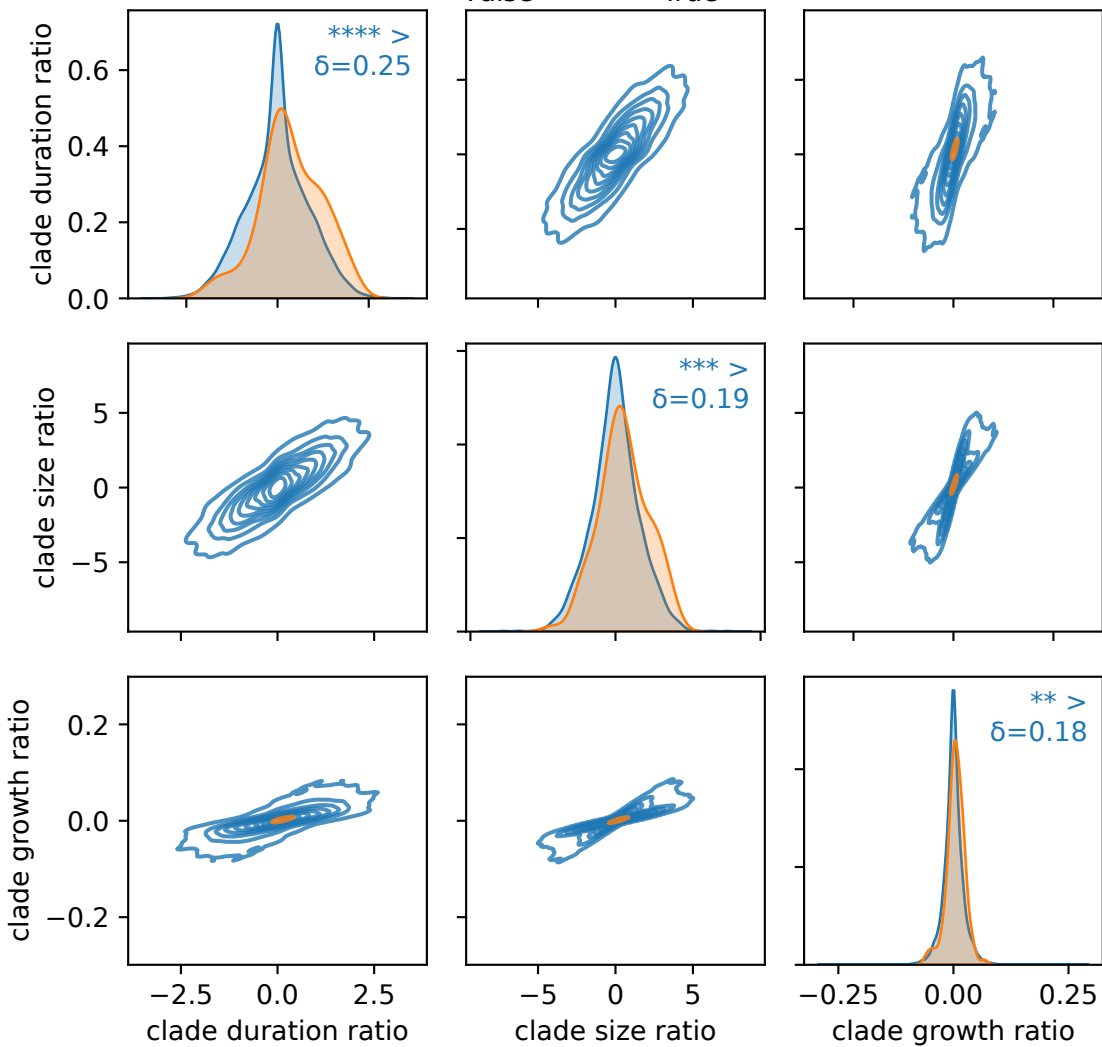 clade duration ratio
0.6
0.4
0.2
0.0
**** >
δ=0.25
clade size ratio
5
0
−5
*** >
δ=0.19
clade growth ratio
0.2
0.0
−0.2
** >
δ=0.18
−2.5 0.0 2.5
clade duration ratio
−5 0 5
clade size ratio
−0.25 0.00 0.25
clade growth ratio